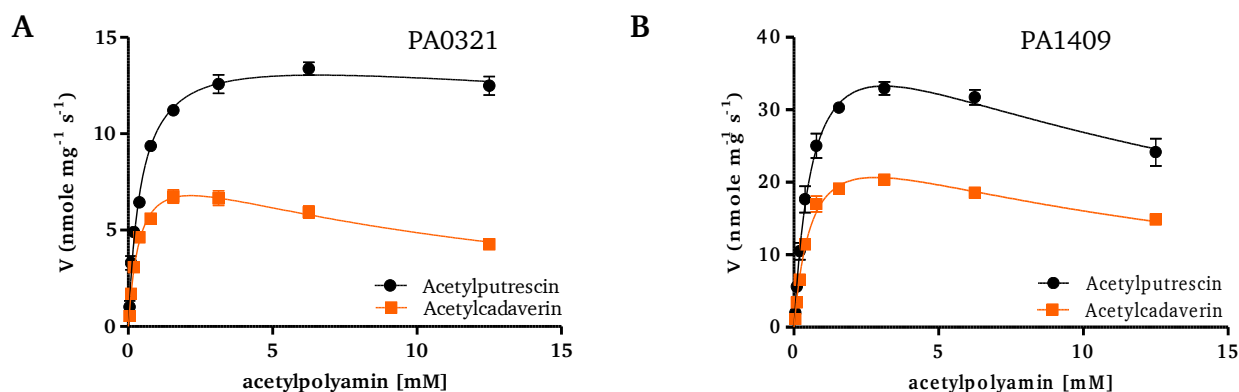 A
PA0321
15
10
5
0
V (nmole mg-1 s-1)
Acetylputrescin
Acetylcadaverin
0 5 10 15
acetylpolyamin [mM]
B
PA1409
40
30
20
10
0
V (nmole mg-1 s-1)
Acetylputrescin
Acetylcadaverin
0 5 10 15
acetylpolyamin [mM]